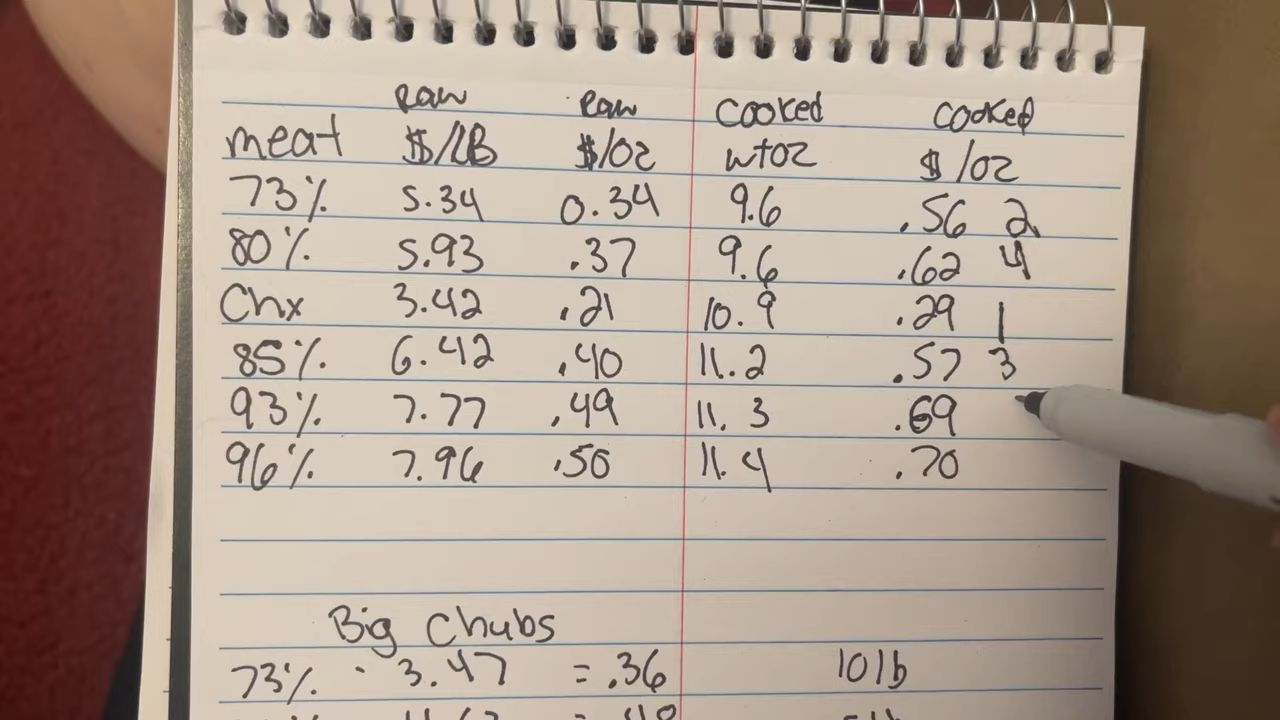 Raw Raw Cooked Cooked
meat $/LB $/oz wtoz $/oz
73% 5.34 0.34 9.6 .56 2
80% 5.93 .37 9.6 .62 4
Chx 3.42 .21 10.9 .29 1
85% 6.42 .40 11.2 .57 3
93% 7.77 .49 11.3 .69
96% 7.96 .50 11.4 .70
Big Chubs
73% - 3.47 = .36 10lb